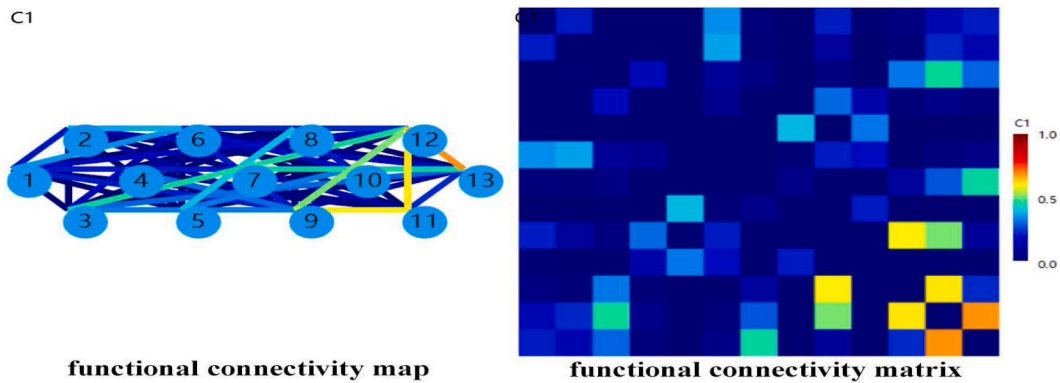 C1
C1
C1
1.0
0.5
0.0
2 6 8 12
1 4 7 10 13
3 5 9 11
functional connectivity map
functional connectivity matrix